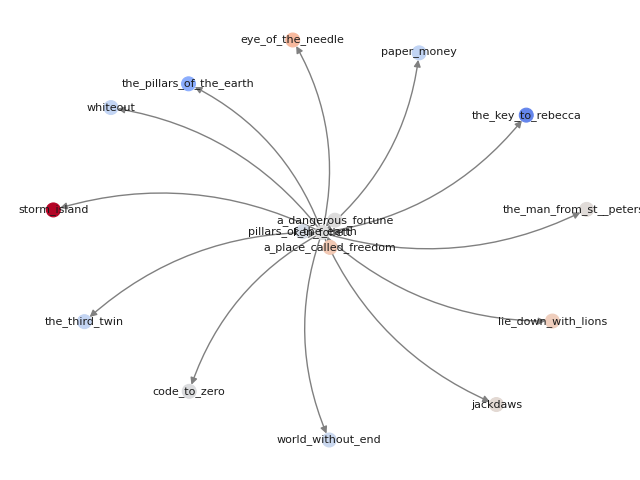 eye_of_the_needle
paper_money
the_pillars_of_the_earth
whiteout
the_key_to_rebecca
storm_island
the_man_from_st__peters
a_dangerous_fortune
pillars_of_the_earth
ken_follett
a_place_called_freedom
the_third_twin
lie_down_with_lions
code_to_zero
jackdaws
world_without_end